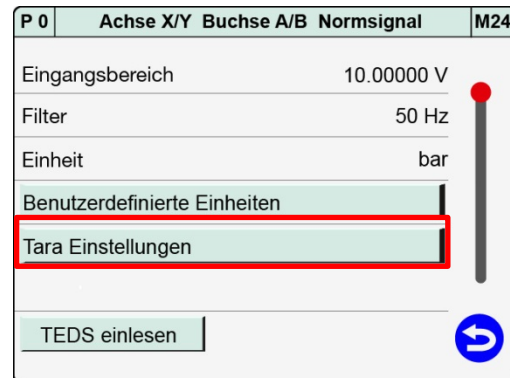 P 0 Achse X/Y Buchse A/B Normsignal M24
Eingangsbereich 10.00000 V
Filter 50 Hz
Einheit bar
Benutzerdefinierte Einheiten
Tara Einstellungen
TEDS einlesen